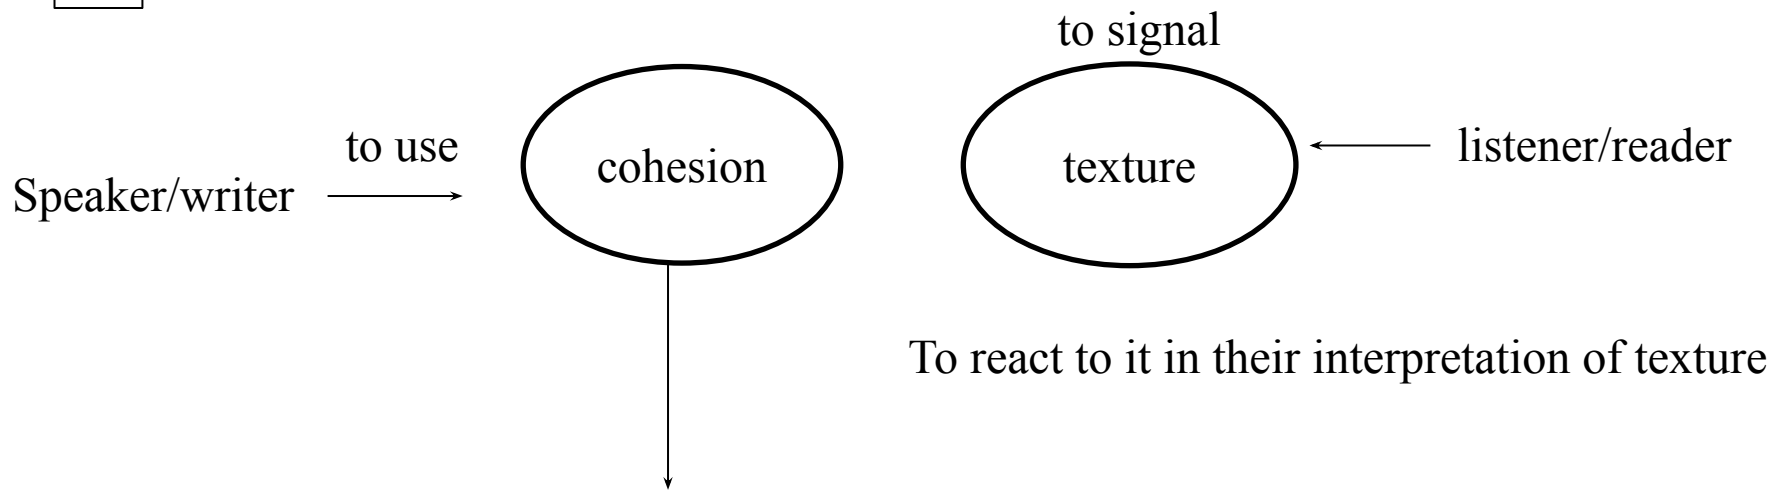 to signal
to use
cohesion
texture
listener/reader
Speaker/writer
To react to it in their interpretation of texture